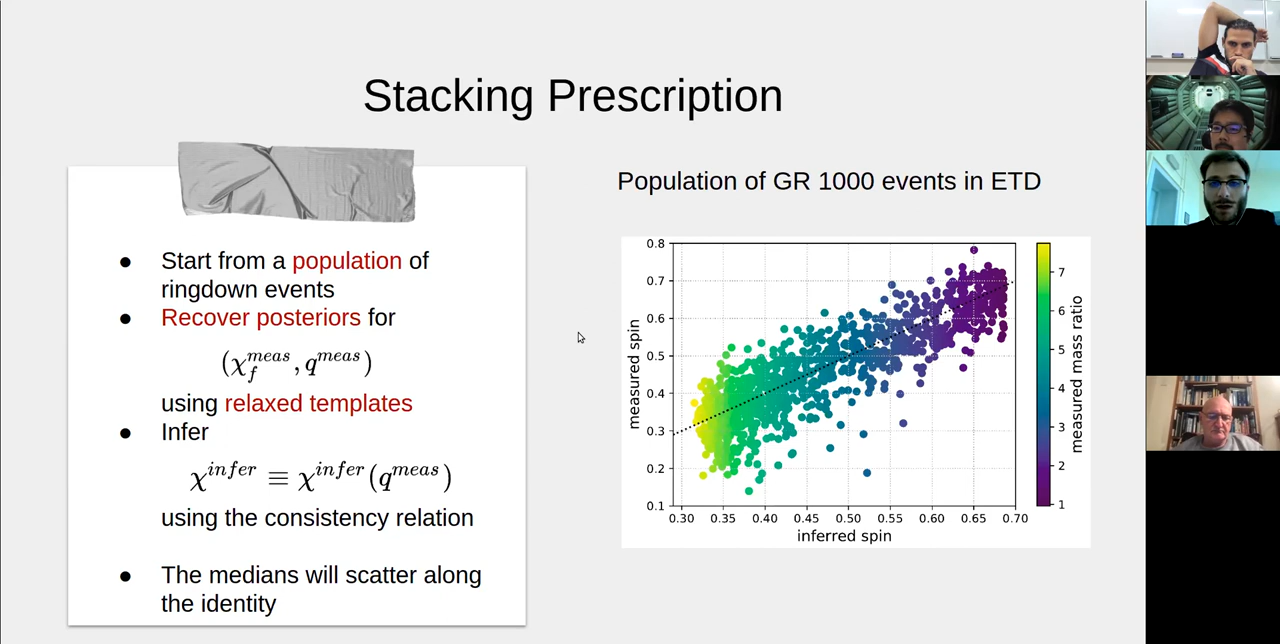 Stacking Prescription
● Start from a population of
ringdown events
● Recover posteriors for
(χ_f^{meas}, q^{meas})
using relaxed templates
● Infer
χ^{infer} ≡ χ^{infer}(q^{meas})
using the consistency relation
● The medians will scatter along
the identity
Population of GR 1000 events in ETD
measured spin
0.8
0.7
0.6
0.5
0.4
0.3
0.2
0.1
0.30 0.35 0.40 0.45 0.50 0.55 0.60 0.65 0.70
inferred spin
7
6
5
4
3
2
1
measured mass ratio